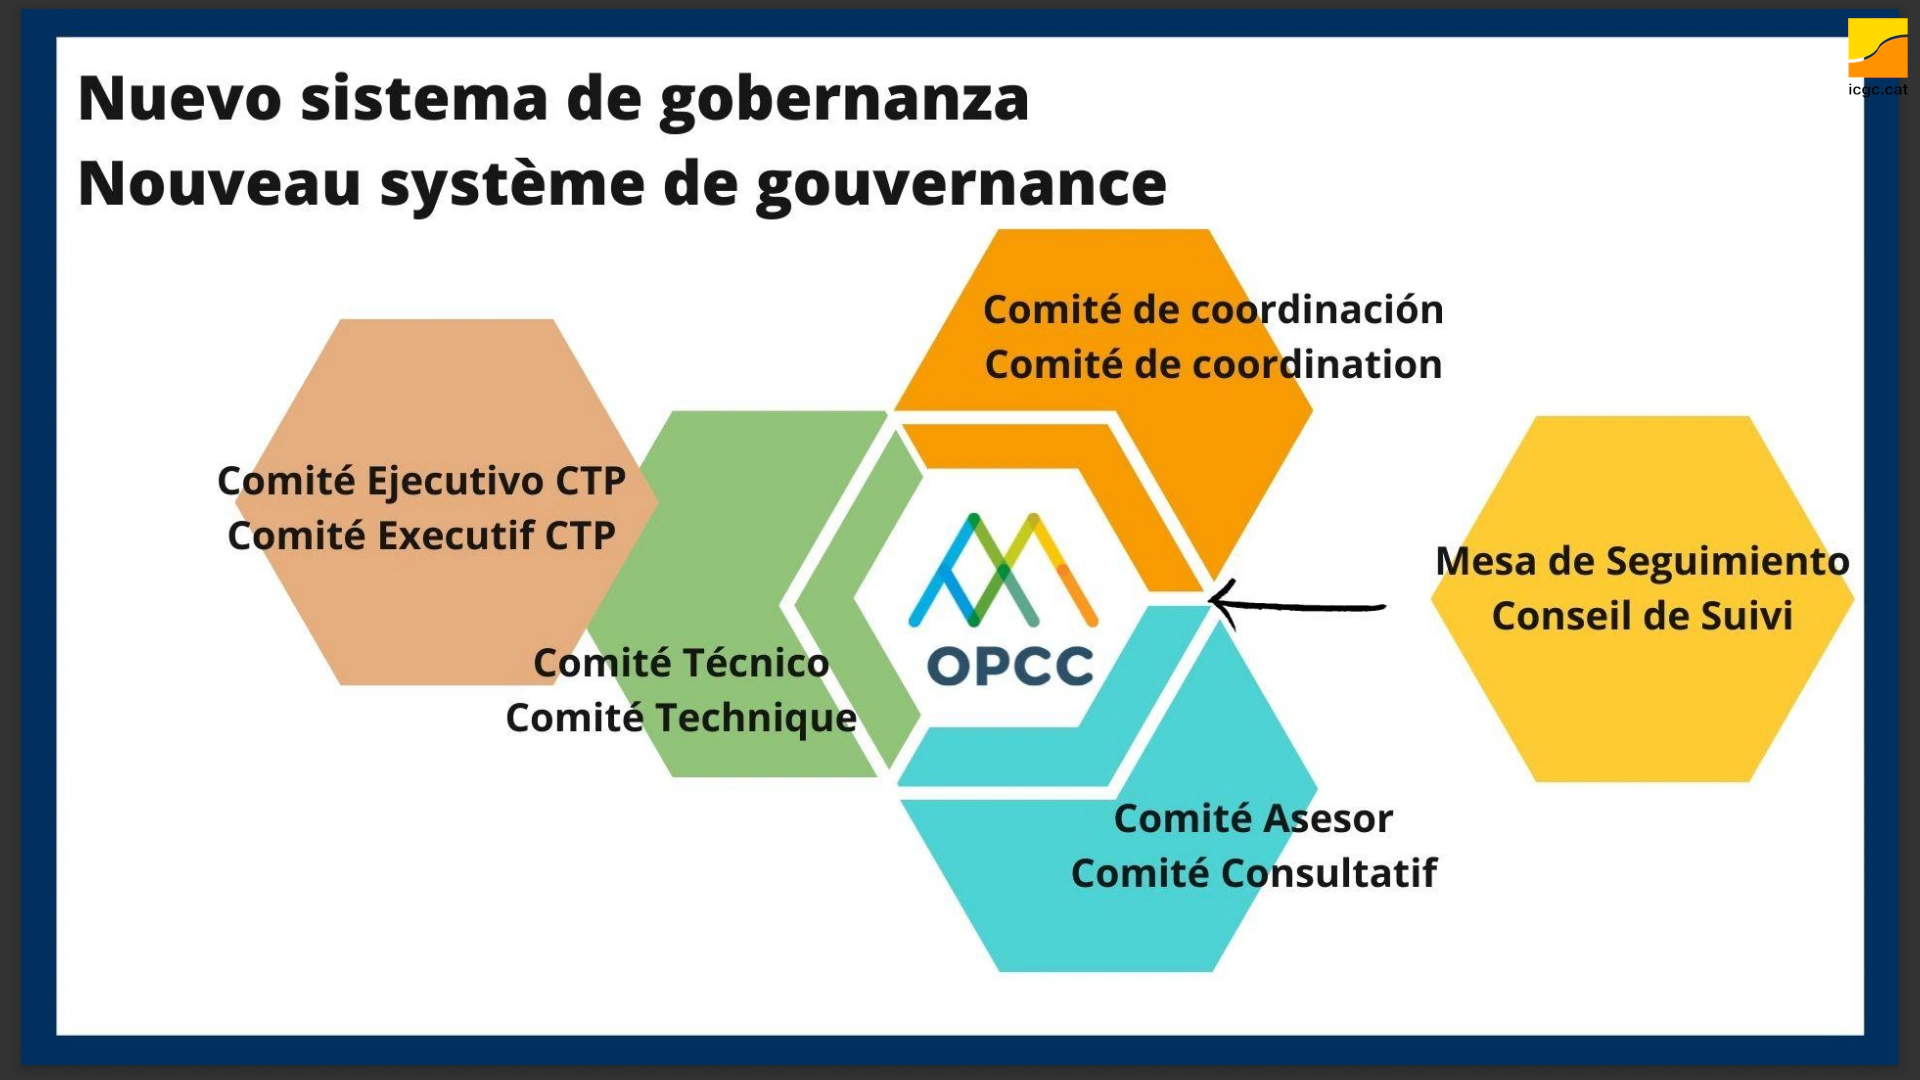 Nuevo sistema de gobernanza
Nouveau système de gouvernance
icgc.cat
Comité de coordinación
Comité de coordination
Comité Ejecutivo CTP
Comité Executif CTP
Mesa de Seguimiento
Conseil de Suivi
OPCC
Comité Técnico
Comité Technique
Comité Asesor
Comité Consultatif